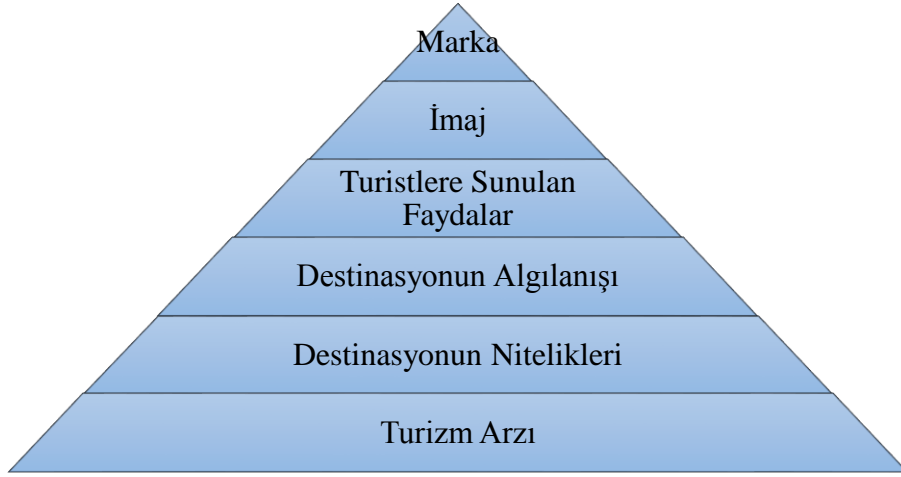 Marka
İmaj
Turistlere Sunulan
Faydalar
Destinasyonun Algılanışı
Destinasyonun Nitelikleri
Turizm Arzı